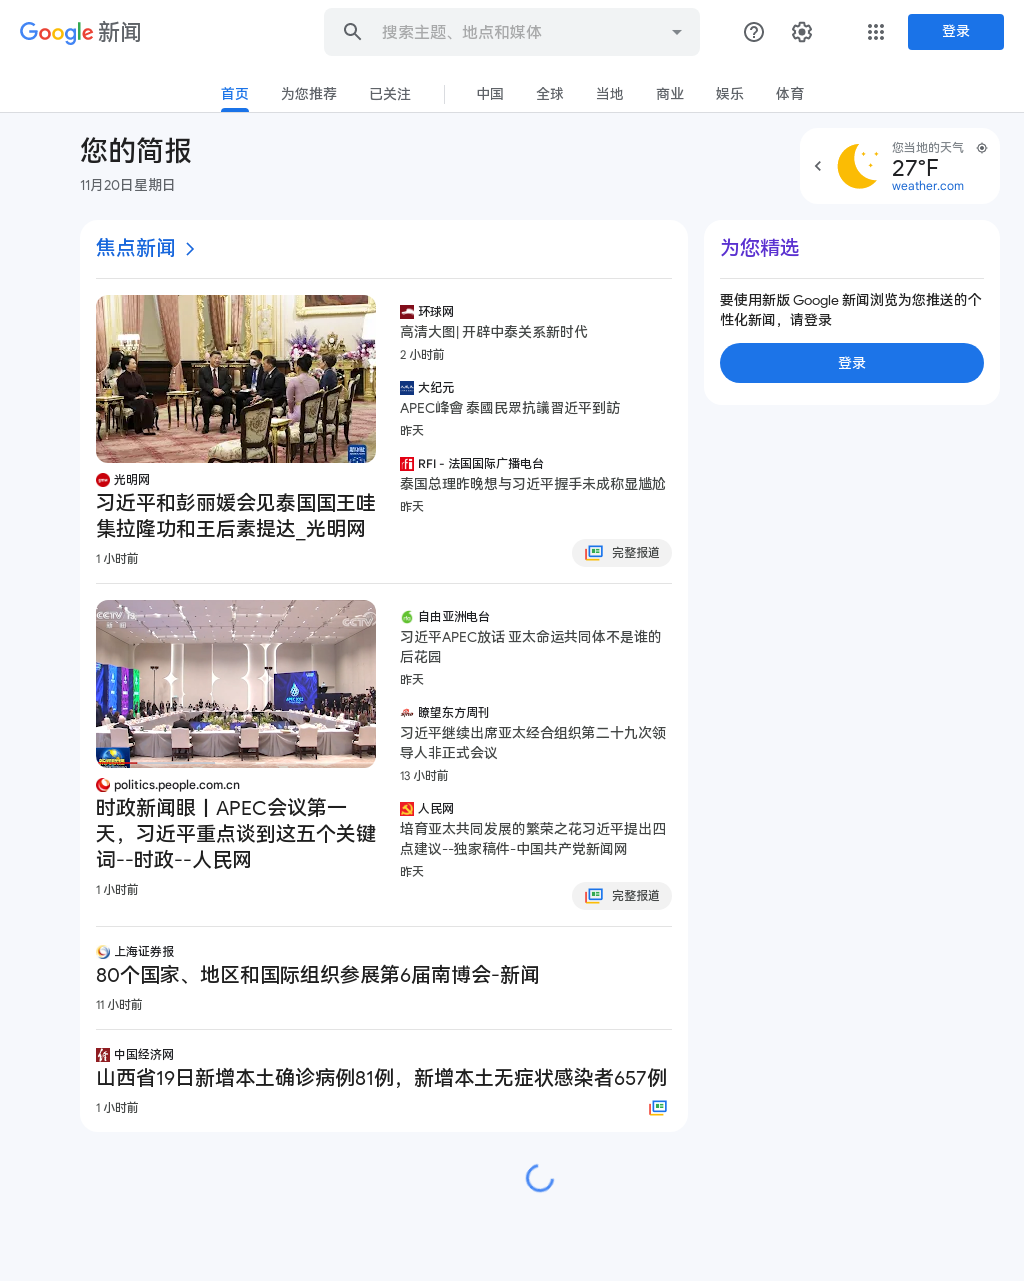 Google 新闻
搜索主题、地点和媒体
登录
首页 为您推荐 已关注 中国 全球 当地 商业 娱乐 体育
您的简报
11月20日星期日
您当地的天气
27°F
weather.com
焦点新闻
光明网
习近平和彭丽媛会见泰国国王哇
集拉隆功和王后素提达_光明网
1 小时前
环球网
高清大图| 开辟中泰关系新时代
2 小时前
大纪元
APEC峰會 泰國民眾抗議習近平到訪
昨天
RFI - 法国国际广播电台
泰国总理昨晚想与习近平握手未成称显尴尬
昨天
完整报道
politics.people.com.cn
时政新闻眼丨APEC会议第一
天，习近平重点谈到这五个关键
词--时政--人民网
1 小时前
自由亚洲电台
习近平APEC放话 亚太命运共同体不是谁的
后花园
昨天
瞭望东方周刊
习近平继续出席亚太经合组织第二十九次领
导人非正式会议
13 小时前
人民网
培育亚太共同发展的繁荣之花习近平提出四
点建议--独家稿件-中国共产党新闻网
昨天
完整报道
上海证券报
80个国家、地区和国际组织参展第6届南博会-新闻
11 小时前
中国经济网
山西省19日新增本土确诊病例81例，新增本土无症状感染者657例
1 小时前
为您精选
要使用新版 Google 新闻浏览为您推送的个
性化新闻，请登录
登录